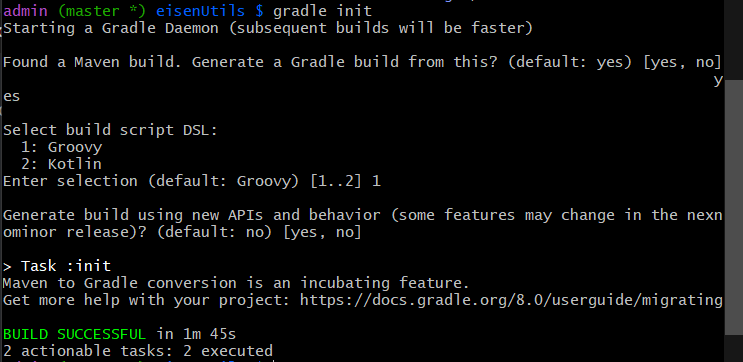 admin (master *) eisenUtils $ gradle init
Starting a Gradle Daemon (subsequent builds will be faster)
Found a Maven build. Generate a Gradle build from this? (default: yes) [yes, no]
y
es
Select build script DSL:
1: Groovy
2: Kotlin
Enter selection (default: Groovy) [1..2] 1
Generate build using new APIs and behavior (some features may change in the nexn
ominor release)? (default: no) [yes, no]
> Task :init
Maven to Gradle conversion is an incubating feature.
Get more help with your project: https://docs.gradle.org/8.0/userguide/migrating
BUILD SUCCESSFUL in 1m 45s
2 actionable tasks: 2 executed